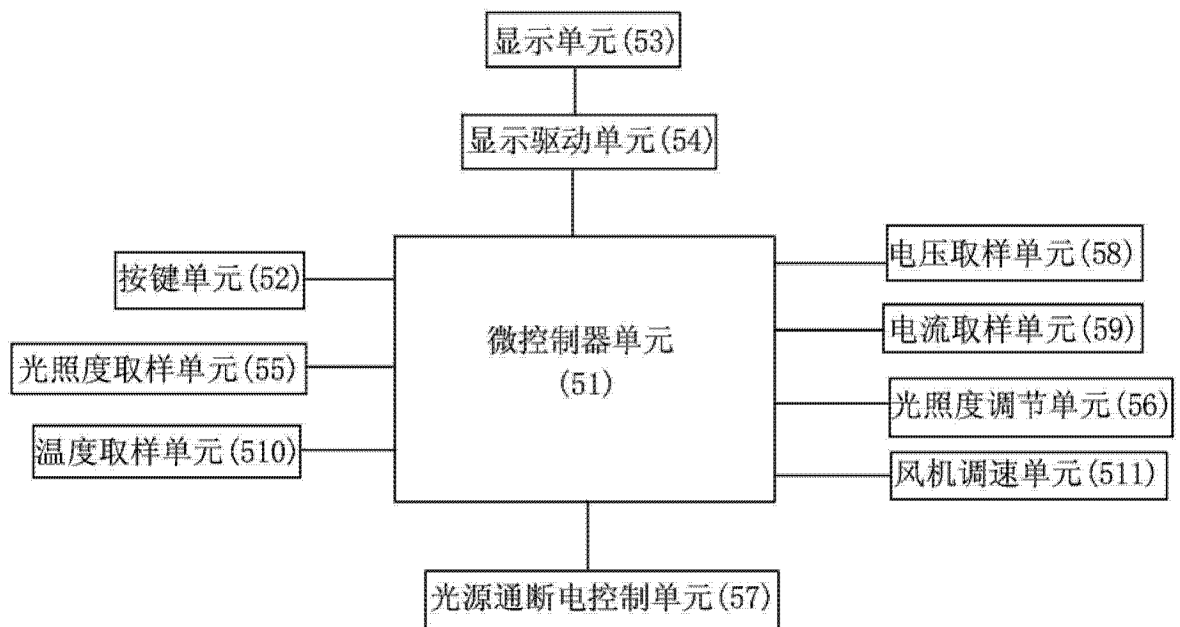 显示单元(53)
显示驱动单元(54)
按键单元(52)
光照度取样单元(55)
温度取样单元(510)
微控制器单元
(51)
电压取样单元(58)
电流取样单元(59)
光照度调节单元(56)
风机调速单元(511)
光源通断电控制单元(57)